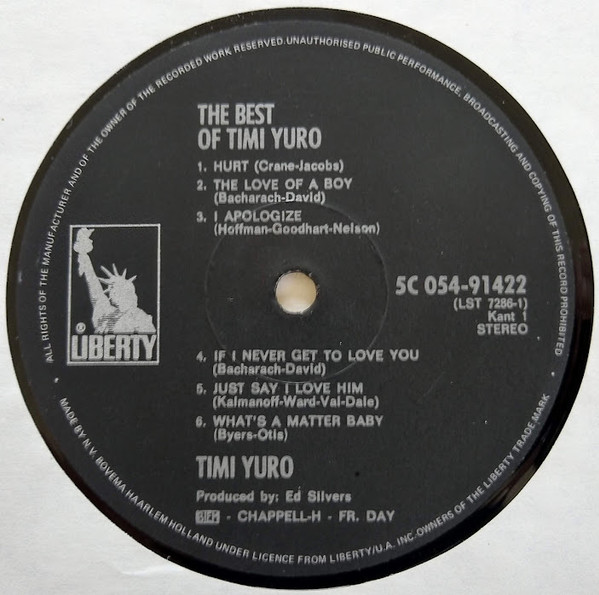 ALL RIGHTS OF THE MANUFACTURER AND OF THE OWNER OF THE RECORDED WORK RESERVED. UNAUTHORISED PUBLIC PERFORMANCE, BROADCASTING AND COPYING OF THIS RECORD PROHIBITED
THE BEST
OF TIMI YURO
1. HURT (Crane-Jacobs)
2. THE LOVE OF A BOY
(Bacharach-David)
3. I APOLOGIZE
(Hoffman-Goodhart-Nelson)
® LIBERTY
5C 054-91422
(LST 7286-1)
Kant 1
STEREO
4. IF I NEVER GET TO LOVE YOU
(Bacharach-David)
5. JUST SAY I LOVE HIM
(Kalmanoff-Ward-Val-Dale)
6. WHAT'S A MATTER BABY
(Byers-Otis)
TIMI YURO
Produced by: Ed Silvers
BIEM - CHAPPELL-H - FR. DAY
MADE BY N.V. BOVEMA HAARLEM HOLLAND UNDER LICENCE FROM LIBERTY/U.A. INC. OWNERS OF THE LIBERTY TRADE MARK